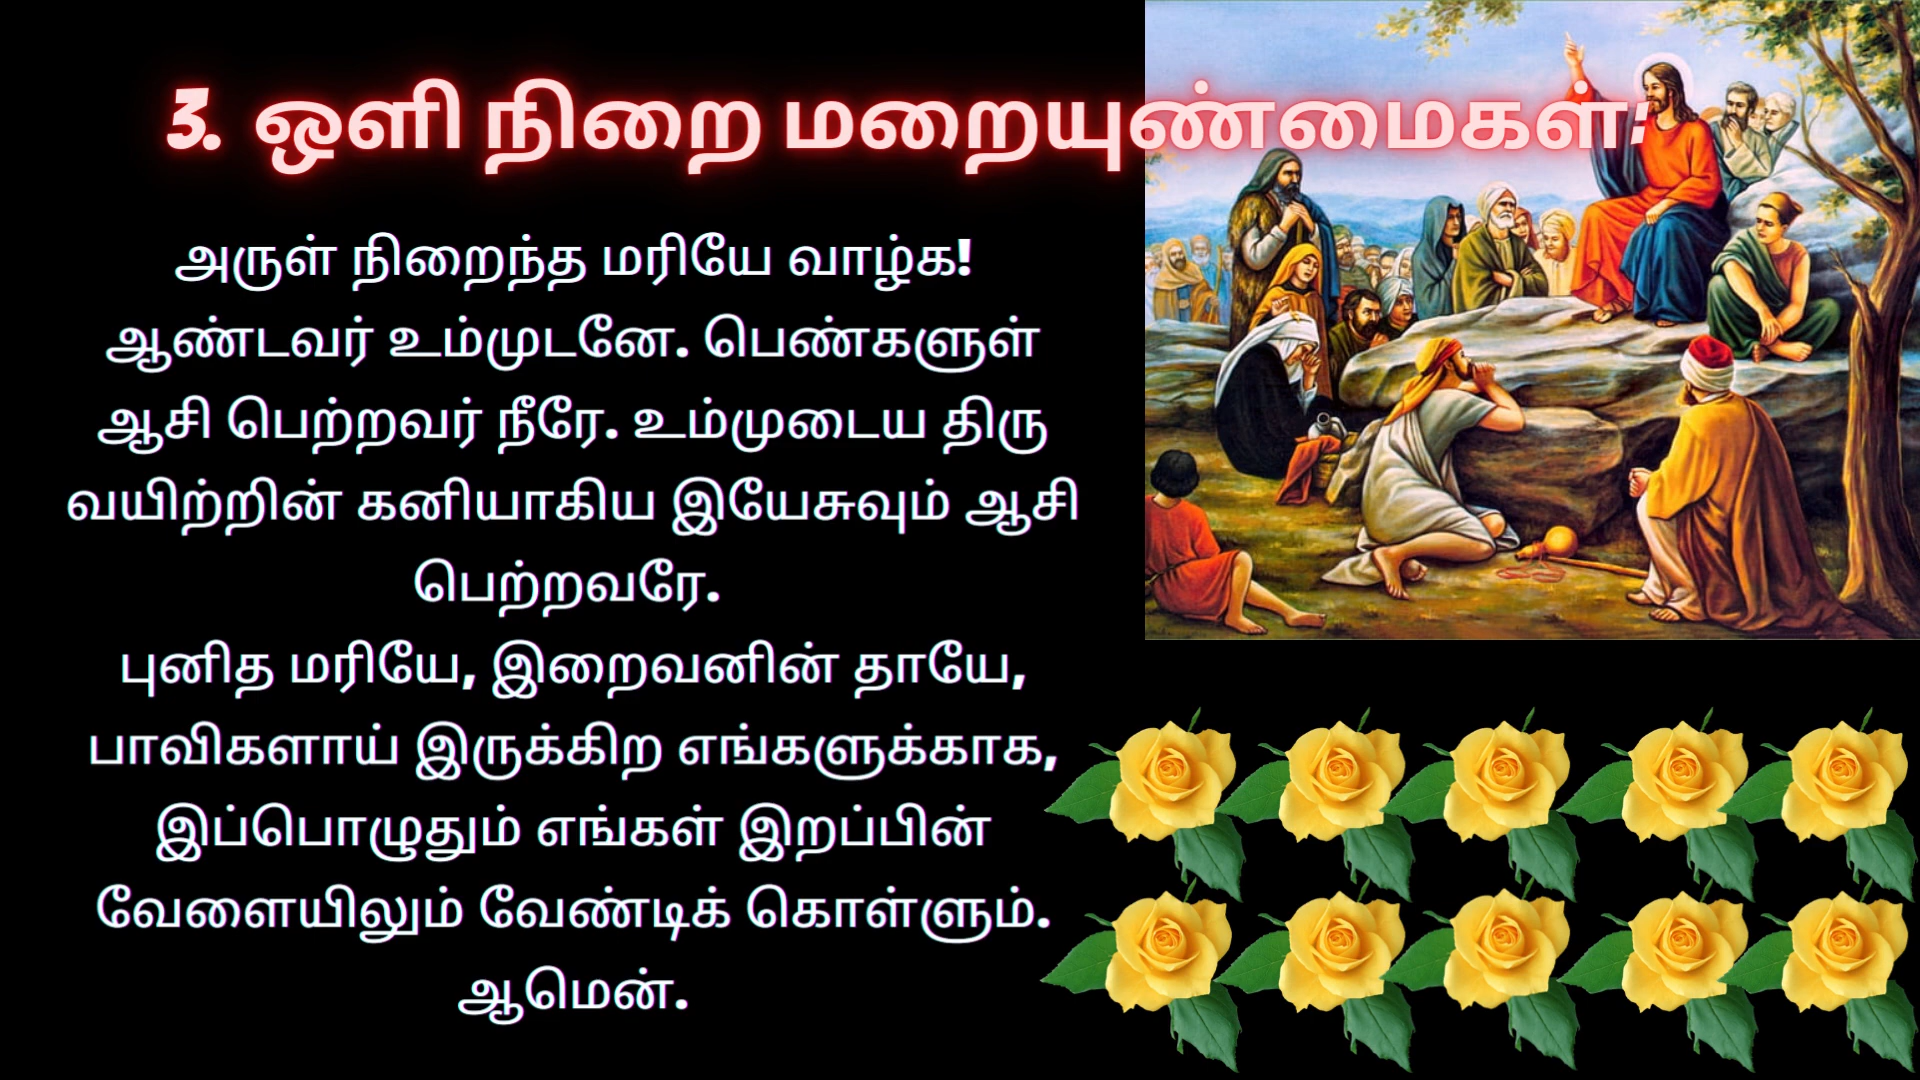 3. ஒளி நிறை மறையுண்மைகள்:
அருள் நிறைந்த மரியே வாழ்க!
ஆண்டவர் உம்முடனே. பெண்களுள்
ஆசி பெற்றவர் நீரே. உம்முடைய திரு
வயிற்றின் கனியாகிய இயேசுவும் ஆசி
பெற்றவரே.
புனித மரியே, இறைவனின் தாயே,
பாவிகளாய் இருக்கிற எங்களுக்காக,
இப்பொழுதும் எங்கள் இறப்பின்
வேளையிலும் வேண்டிக் கொள்ளும்.
ஆமென்.